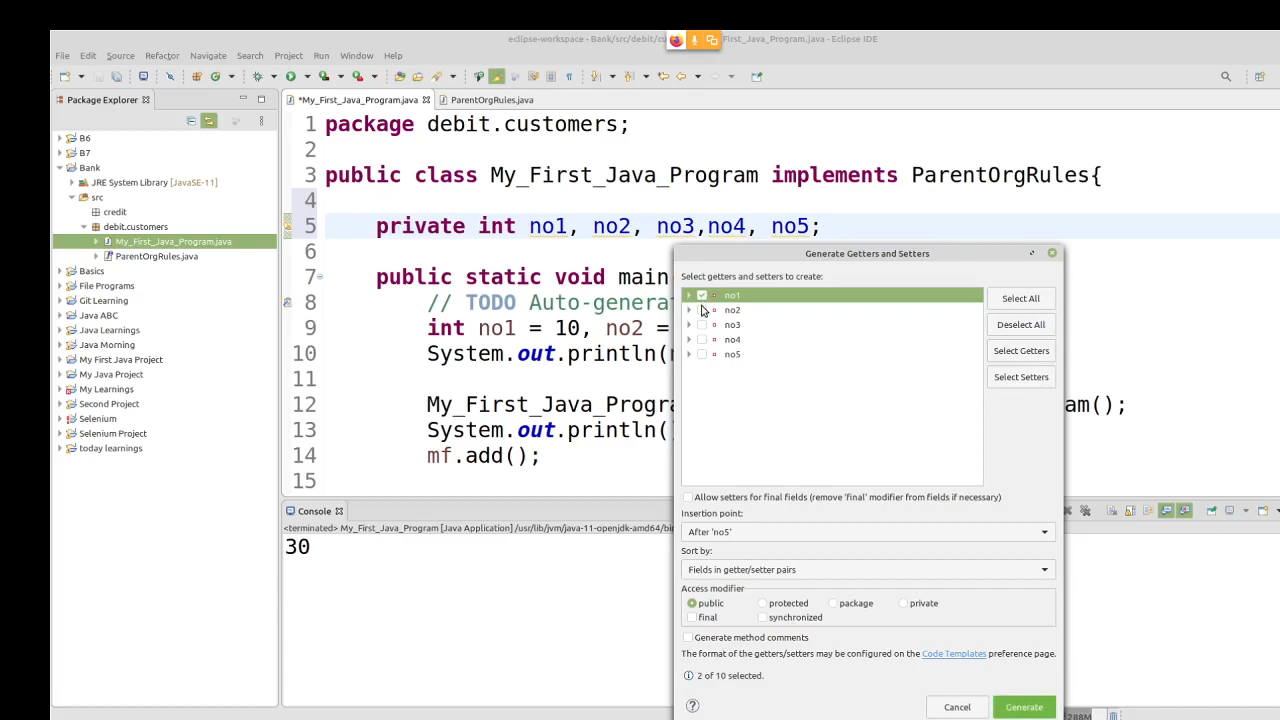 eclipse-workspace - Bank/src/debit/cu
First_Java_Program.java - Eclipse IDE
File Edit Source Refactor Navigate Search Project Run Window Help
Package Explorer
*My_First_Java_Program.java
ParentOrgRules.java
B6
B7
Bank
JRE System Library [JavaSE-11]
src
credit
debit.customers
My_First_Java_Program.java
ParentOrgRules.java
Basics
File Programs
Git Learning
Java ABC
Java Learnings
Java Morning
My First Java Project
My Java Project
My Learnings
Second Project
Selenium
Selenium Project
today learnings
1 package debit.customers;
2
3 public class My_First_Java_Program implements ParentOrgRules{
4
5 private int no1, no2, no3,no4, no5;
6
7 public static void main
8 // TODO Auto-genera
9 int no1 = 10, no2 =
10 System.out.println(
11
12 My_First_Java_Progra am();
13 System.out.println(
14 mf.add();
15
Console
<terminated> My_First_Java_Program [Java Application] /usr/lib/jvm/java-11-openjdk-amd64/bin
30
Generate Getters and Setters
Select getters and setters to create:
no1
no2
no3
no4
no5
Select All
Deselect All
Select Getters
Select Setters
Allow setters for final fields (remove 'final' modifier from fields if necessary)
Insertion point:
After 'no5'
Sort by:
Fields in getter/setter pairs
Access modifier
public protected package private
final synchronized
Generate method comments
The format of the getters/setters may be configured on the Code Templates preference page.
2 of 10 selected.
Cancel Generate
288M